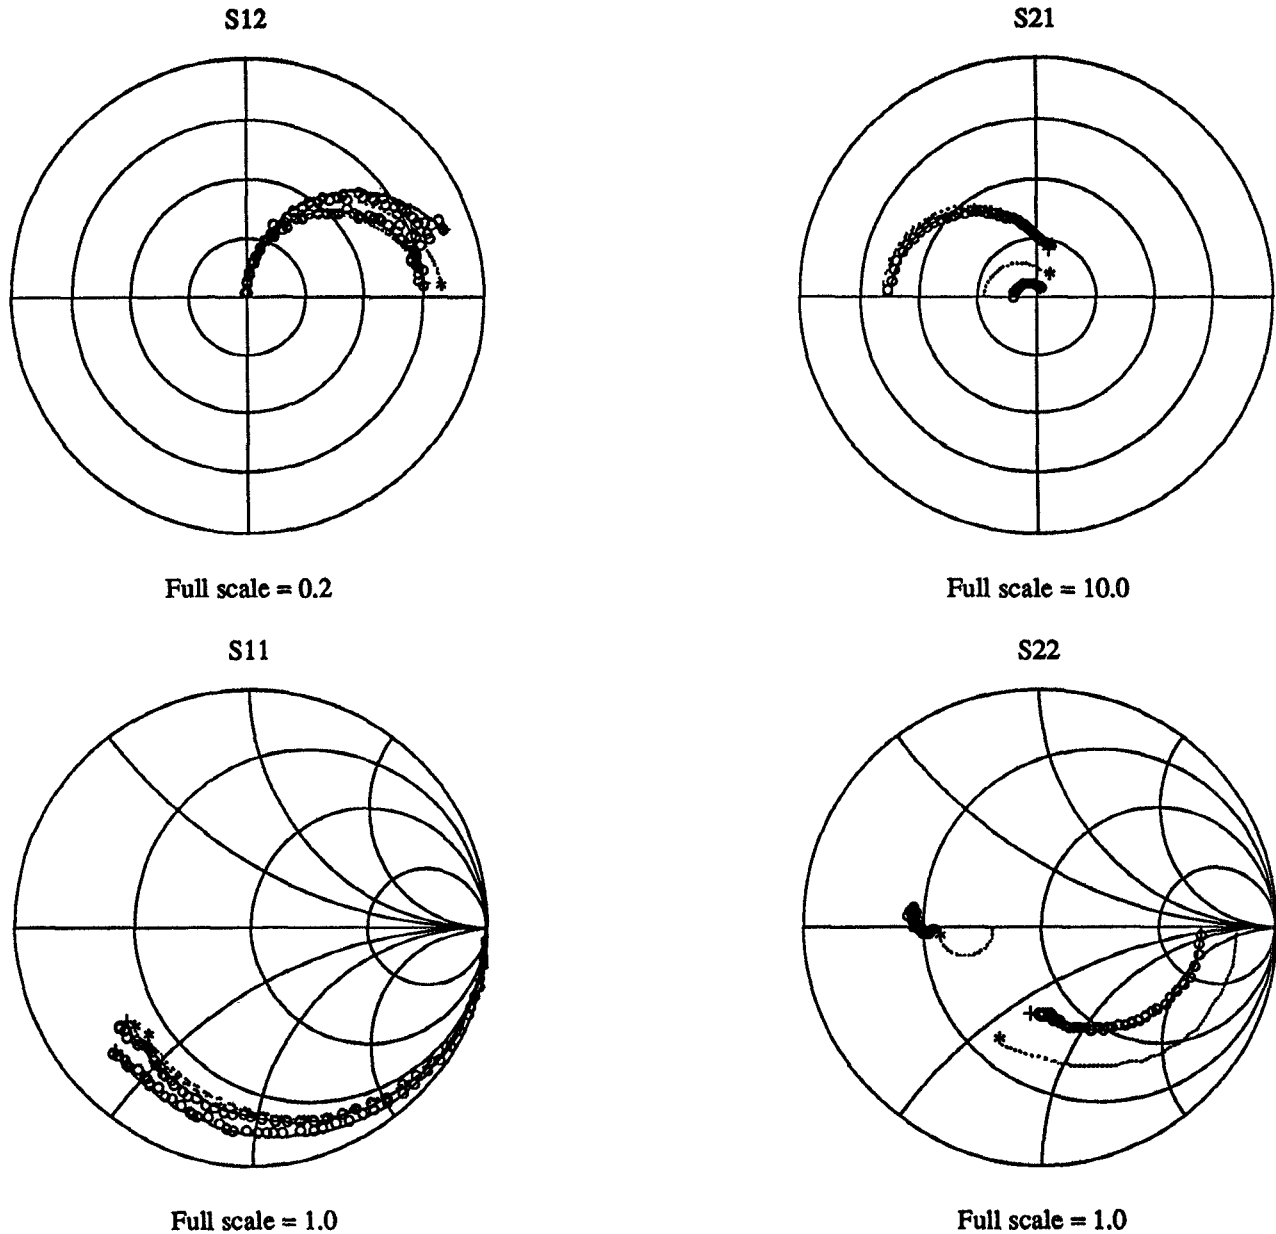 S12
S21
Full scale = 0.2
Full scale = 10.0
S11
S22
Full scale = 1.0
Full scale = 1.0